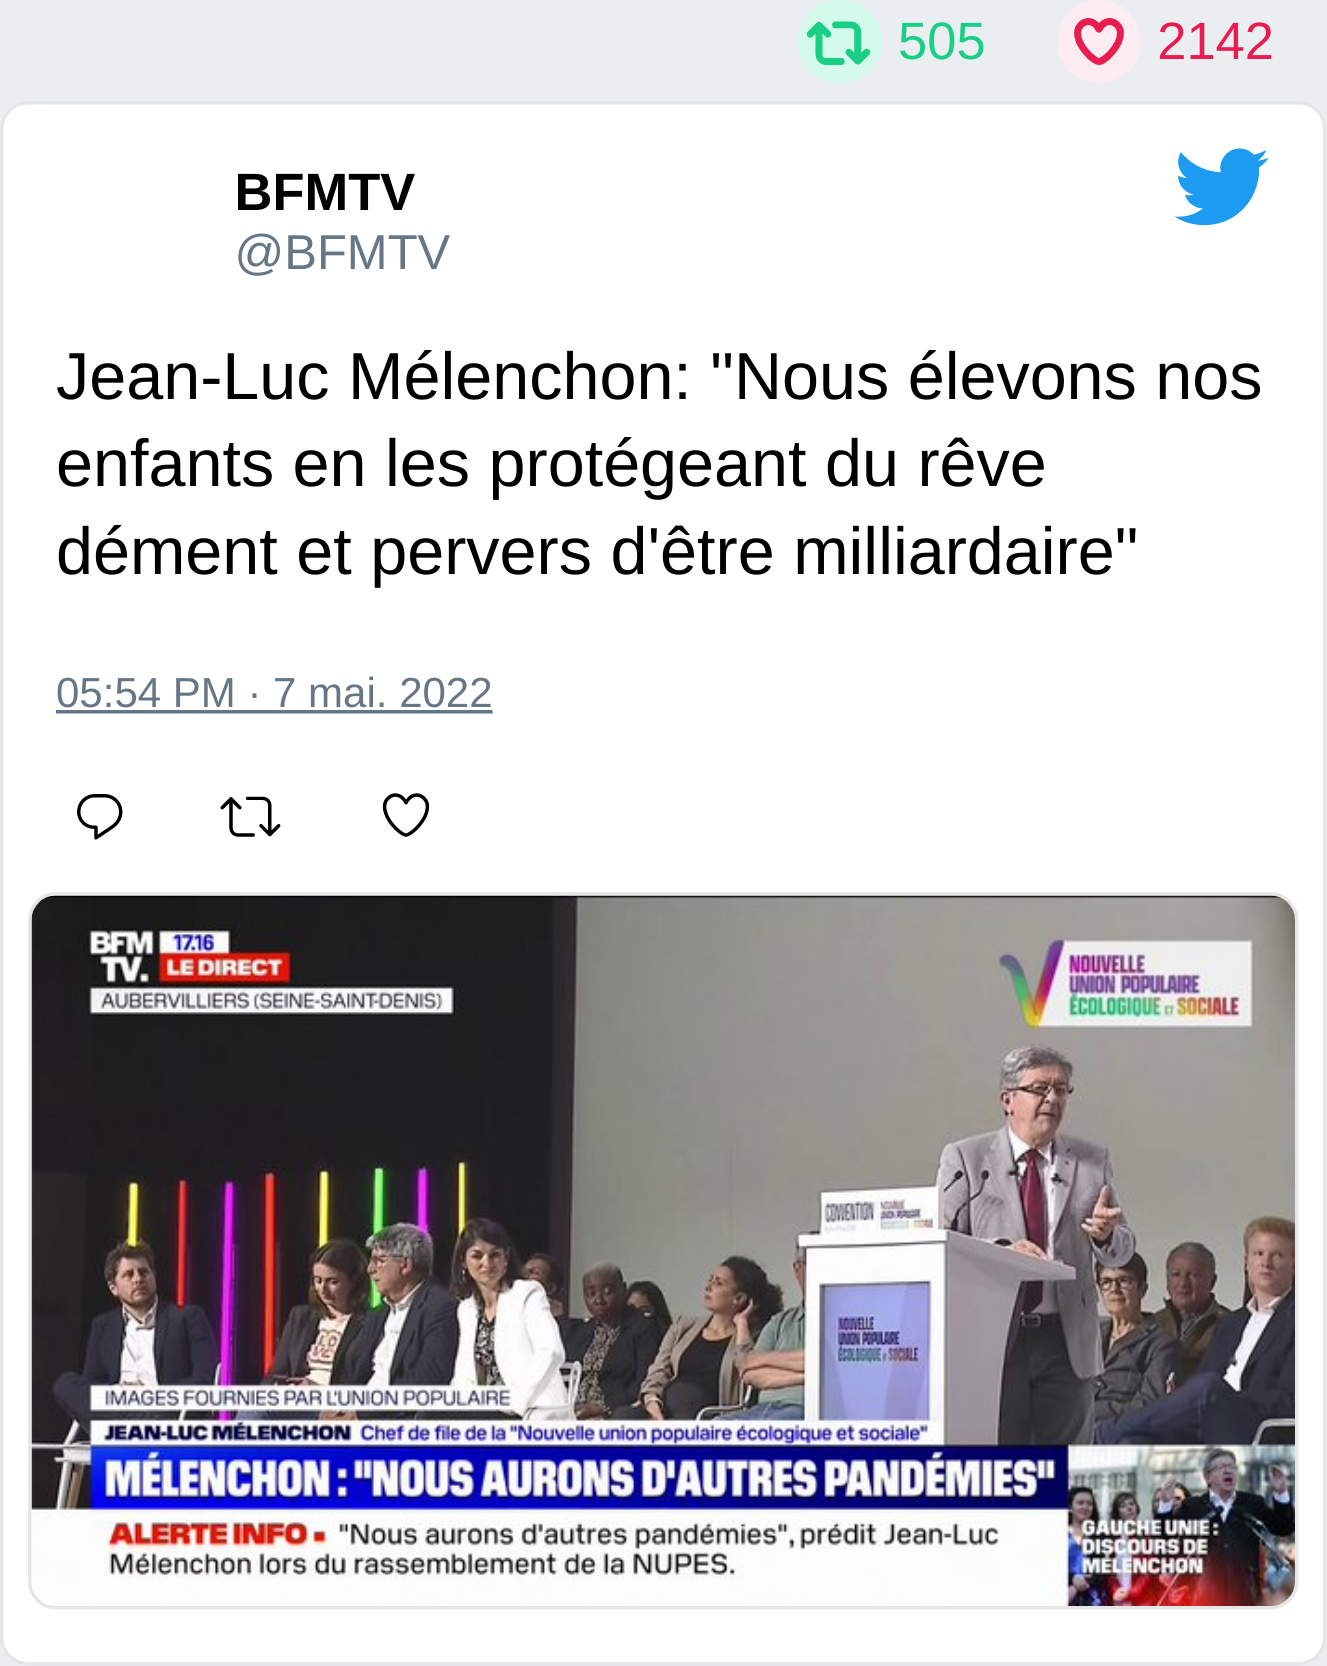 505 2142
BFMTV
@BFMTV
Jean-Luc Mélenchon: "Nous élevons nos
enfants en les protégeant du rêve
dément et pervers d'être milliardaire"
05:54 PM · 7 mai. 2022
BFM 17.16
TV. LE DIRECT
AUBERVILLIERS (SEINE-SAINT-DENIS)
NOUVELLE
UNION POPULAIRE
ÉCOLOGIQUE ET SOCIALE
CONVENTION
NOUVELLE
UNION POPULAIRE
ÉCOLOGIQUE ET SOCIALE
IMAGES FOURNIES PAR L'UNION POPULAIRE
JEAN-LUC MÉLENCHON Chef de file de la "Nouvelle union populaire écologique et sociale"
MÉLENCHON : "NOUS AURONS D'AUTRES PANDÉMIES"
ALERTE INFO ▪ "Nous aurons d'autres pandémies", prédit Jean-Luc
Mélenchon lors du rassemblement de la NUPES.
GAUCHE UNIE :
DISCOURS DE
MÉLENCHON